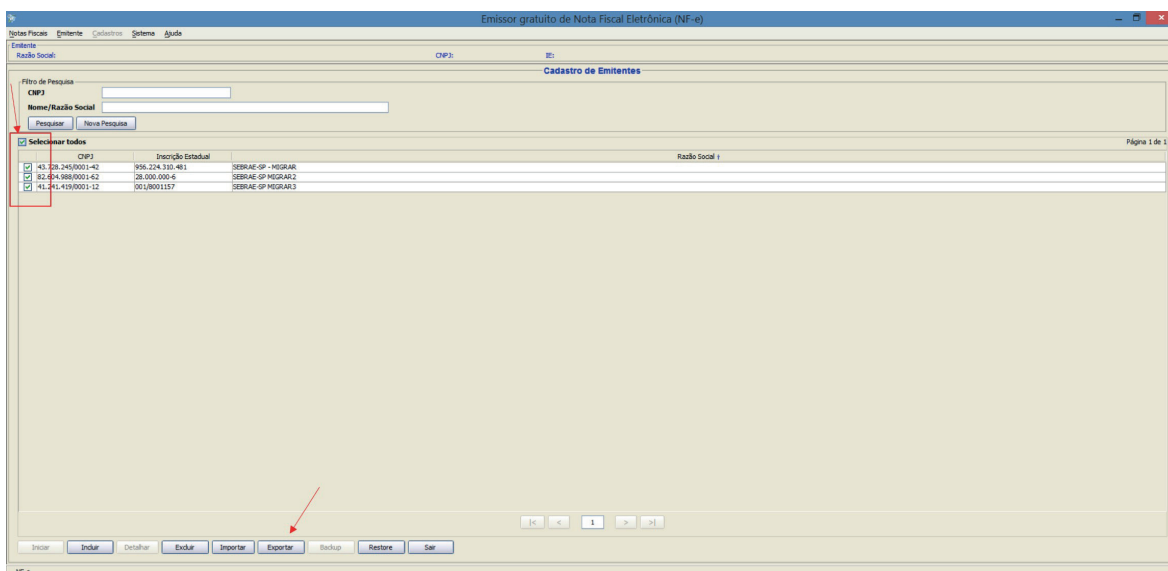 Emissor gratuito de Nota Fiscal Eletrônica (NF-e)
Notas Fiscais Emitente Cadastros Sistema Ajuda
Emitente
Razão Social: CNPJ: IE:
Cadastro de Emitentes
Filtro de Pesquisa
CNPJ
Nome/Razão Social
Pesquisar Nova Pesquisa
Selecionar todos Página 1 de 1
CNPJ Inscrição Estadual Razão Social
43.728.245/0001-42 956.224.310.481 SEBRAE-SP - MIGRAR
82.604.988/0001-62 28.000.000-6 SEBRAE-SP MIGRAR2
41.241.419/0001-12 001/8001157 SEBRAE-SP MIGRAR3
|< < 1 > >|
Iniciar Incluir Detalhar Excluir Importar Exportar Backup Restore Sair